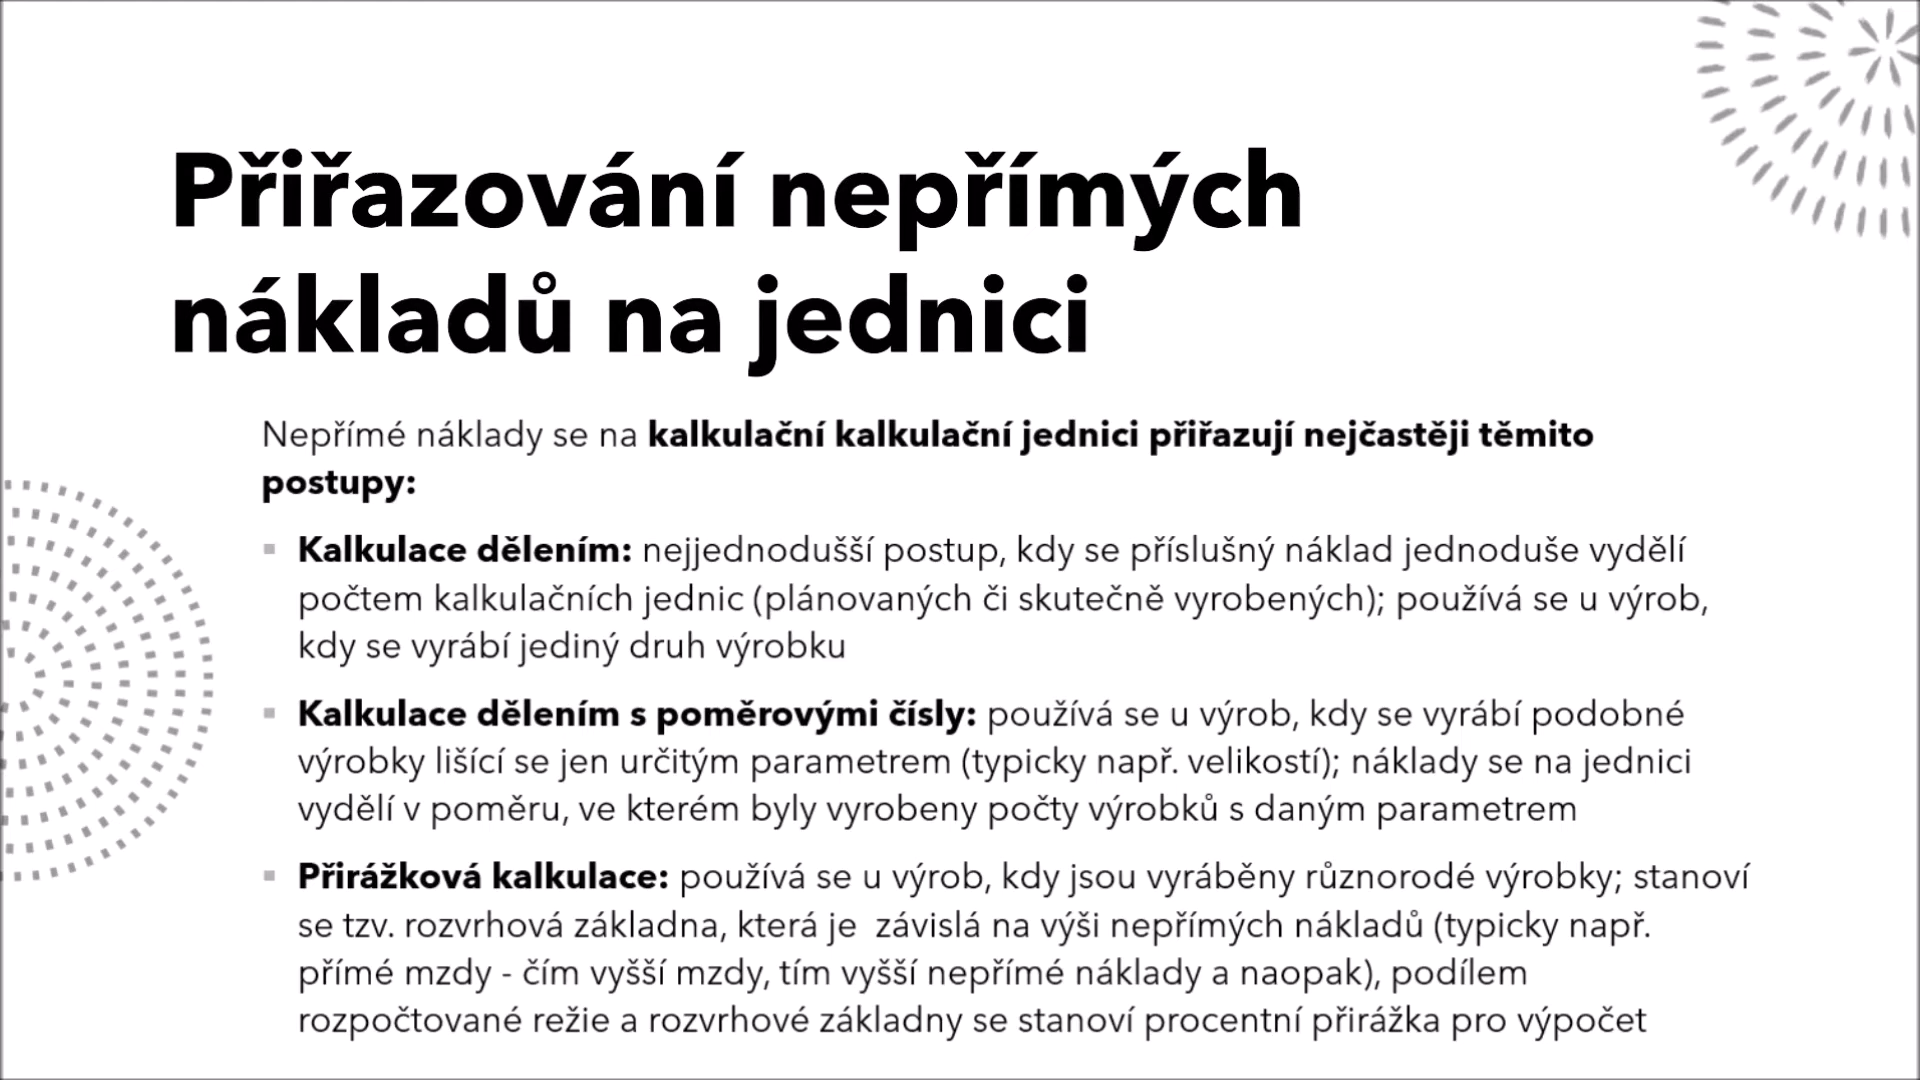 Přiřazování nepřímých
nákladů na jednici
Nepřímé náklady se na kalkulační kalkulační jednici přiřazují nejčastěji těmito
postupy:
▪ Kalkulace dělením: nejjednodušší postup, kdy se příslušný náklad jednoduše vydělí
počtem kalkulačních jednic (plánovaných či skutečně vyrobených); používá se u výrob,
kdy se vyrábí jediný druh výrobku
▪ Kalkulace dělením s poměrovými čísly: používá se u výrob, kdy se vyrábí podobné
výrobky lišící se jen určitým parametrem (typicky např. velikostí); náklady se na jednici
vydělí v poměru, ve kterém byly vyrobeny počty výrobků s daným parametrem
▪ Přirážková kalkulace: používá se u výrob, kdy jsou vyráběny různorodé výrobky; stanoví
se tzv. rozvrhová základna, která je  závislá na výši nepřímých nákladů (typicky např.
přímé mzdy - čím vyšší mzdy, tím vyšší nepřímé náklady a naopak), podílem
rozpočtované režie a rozvrhové základny se stanoví procentní přirážka pro výpočet